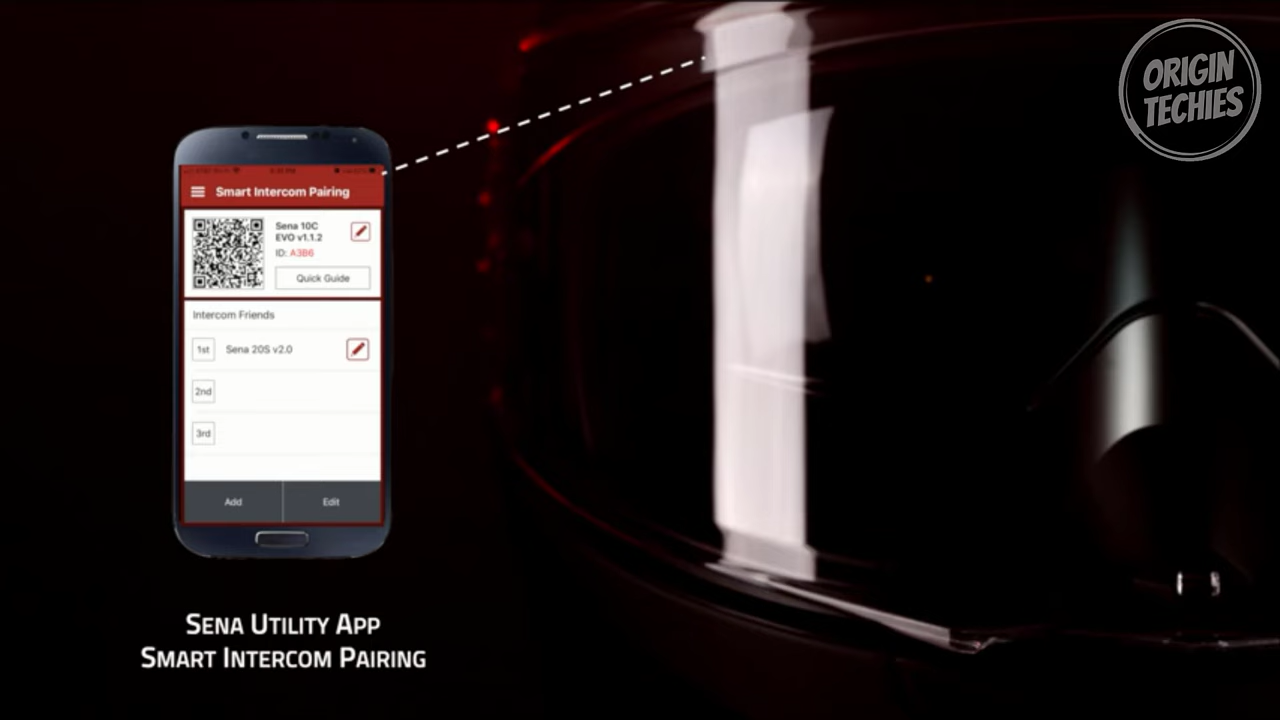 ORIGIN
TECHIES
Smart Intercom Pairing
Sena 10C
EVO v1.1.2
ID: A3B6
Quick Guide
Intercom Friends
1st Sena 20S v2.0
2nd
3rd
Add Edit
SENA UTILITY APP
SMART INTERCOM PAIRING